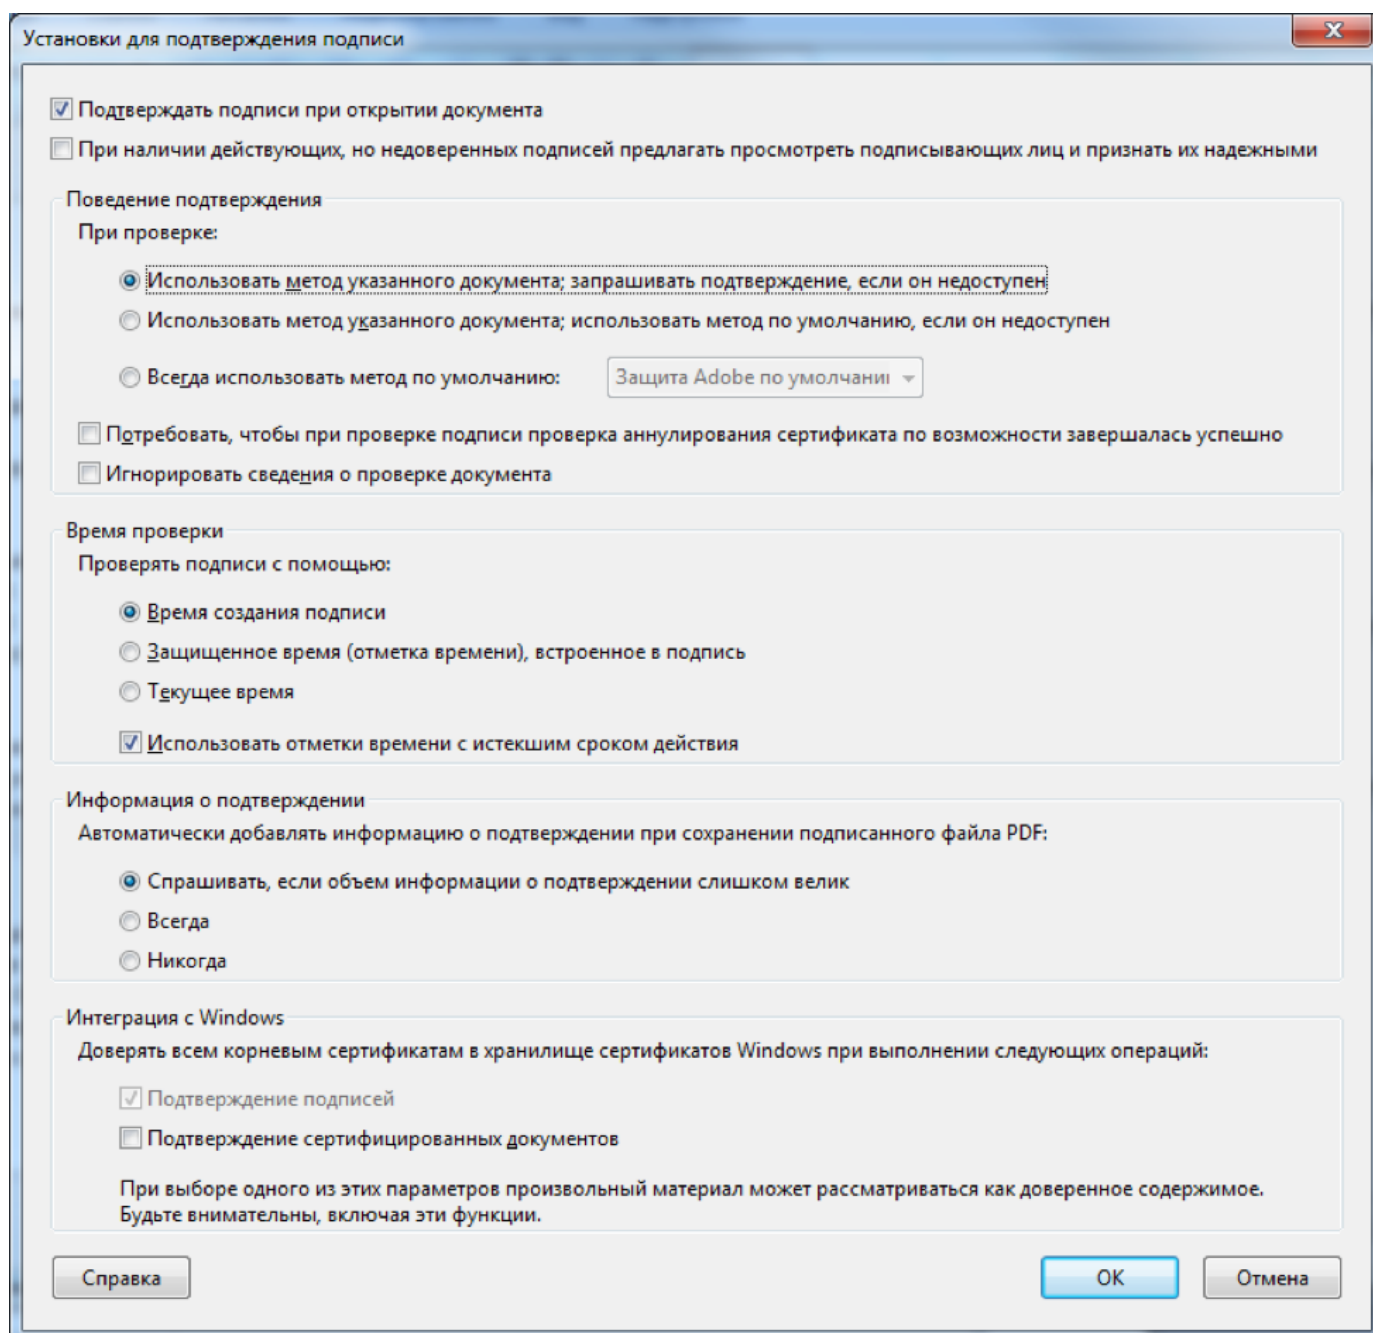 Установки для подтверждения подписи
Подтверждать подписи при открытии документа
При наличии действующих, но недоверенных подписей предлагать просмотреть подписывающих лиц и признать их надежными
Поведение подтверждения
При проверке:
Использовать метод указанного документа; запрашивать подтверждение, если он недоступен
Использовать метод указанного документа; использовать метод по умолчанию, если он недоступен
Всегда использовать метод по умолчанию: Защита Adobe по умолчани
Потребовать, чтобы при проверке подписи проверка аннулирования сертификата по возможности завершалась успешно
Игнорировать сведения о проверке документа
Время проверки
Проверять подписи с помощью:
Время создания подписи
Защищенное время (отметка времени), встроенное в подпись
Текущее время
Использовать отметки времени с истекшим сроком действия
Информация о подтверждении
Автоматически добавлять информацию о подтверждении при сохранении подписанного файла PDF:
Спрашивать, если объем информации о подтверждении слишком велик
Всегда
Никогда
Интеграция с Windows
Доверять всем корневым сертификатам в хранилище сертификатов Windows при выполнении следующих операций:
Подтверждение подписей
Подтверждение сертифицированных документов
При выборе одного из этих параметров произвольный материал может рассматриваться как доверенное содержимое.
Будьте внимательны, включая эти функции.
Справка
ОК
Отмена